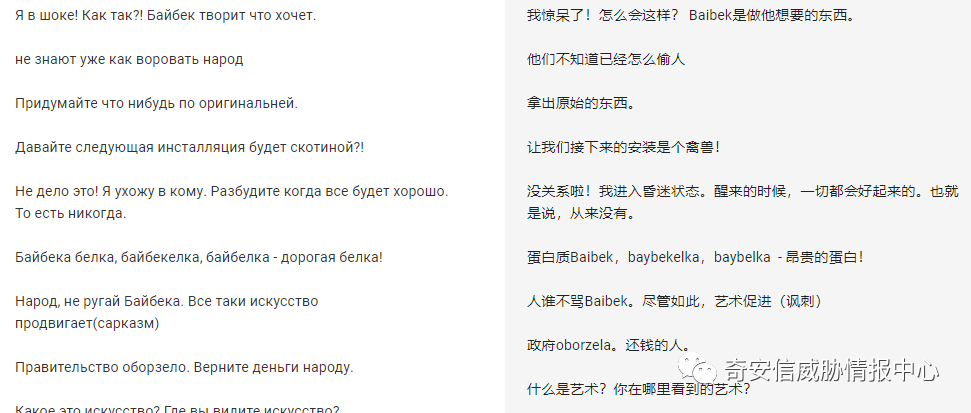 Я в шоке! Как так?! Байбек творит что хочет.
не знают уже как воровать народ
Придумайте что нибудь по оригинальней.
Давайте следующая инсталляция будет скотиной?!
Не дело это! Я ухожу в кому. Разбудите когда все будет хорошо.
То есть никогда.
Байбека белка, байбекелка, байбелка - дорогая белка!
Народ, не ругай Байбека. Все таки искусство
продвигает(сарказм)
Правительство оборзело. Верните деньги народу.
Какое это искусство? Где вы видите искусство?
我惊呆了！怎么会这样？ Baibek是做他想要的东西。
他们不知道已经怎么偷人
拿出原始的东西。
让我们接下来的安装是个禽兽！
没关系啦！我进入昏迷状态。醒来的时候，一切都会好起来的。也就
是说，从来没有。
蛋白质Baibek，baybekelka，baybelka - 昂贵的蛋白！
人谁不骂Baibek。尽管如此，艺术促进（讽刺）
政府oborzela。还钱的人。
什么是艺术？你在哪里看到的艺术？
奇安信威胁情报中心